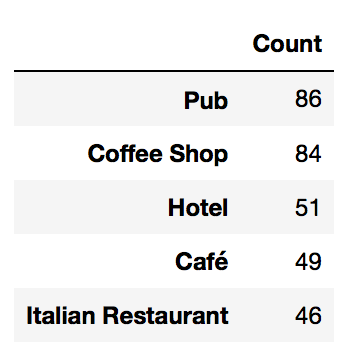 Count
Pub 86
Coffee Shop 84
Hotel 51
Café 49
Italian Restaurant 46